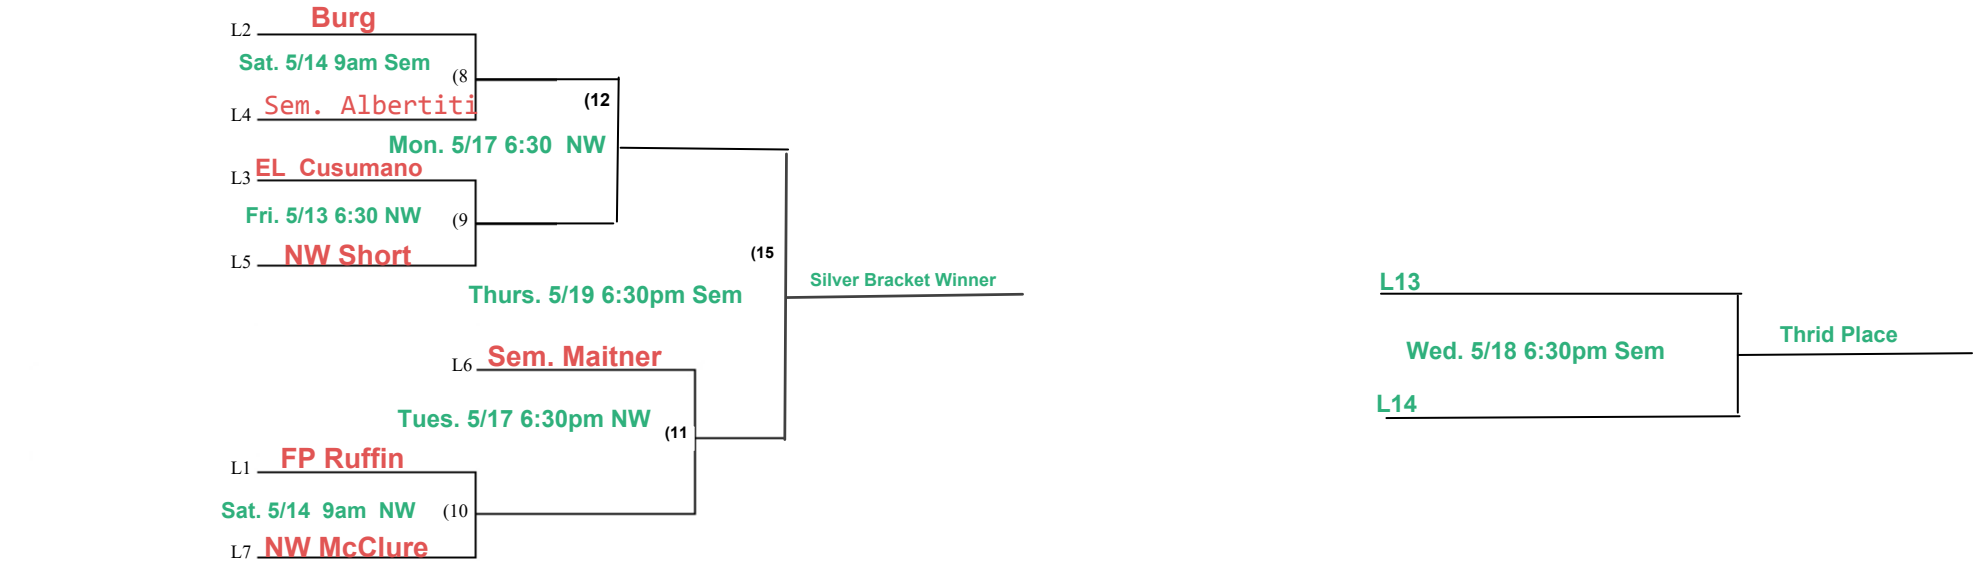 L2 Burg
Sat. 5/14 9am Sem
(8
L4 Sem. Albertiti
(12
Mon. 5/17 6:30 NW
L3 EL Cusumano
Fri. 5/13 6:30 NW
(9
L5 NW Short
(15
Thurs. 5/19 6:30pm Sem
Silver Bracket Winner
L6 Sem. Maitner
Tues. 5/17 6:30pm NW
(11
L1 FP Ruffin
Sat. 5/14 9am NW
(10
L7 NW McClure
L13
Wed. 5/18 6:30pm Sem
Thrid Place
L14